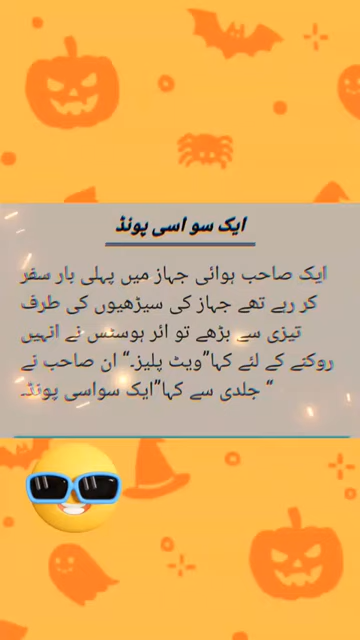 ایک سو اسی پونڈ
ایک صاحب ہوائی جہاز میں پہلی بار سفر
کر رہے تھے جہاز کی سیڑھیوں کی طرف
تیزی سے بڑھے تو ائر ہوسٹس نے انہیں
روکنے کے لئے کہا”ویٹ پلیز۔“ ان صاحب نے
جلدی سے کہا”ایک سواسی پونڈ۔ “